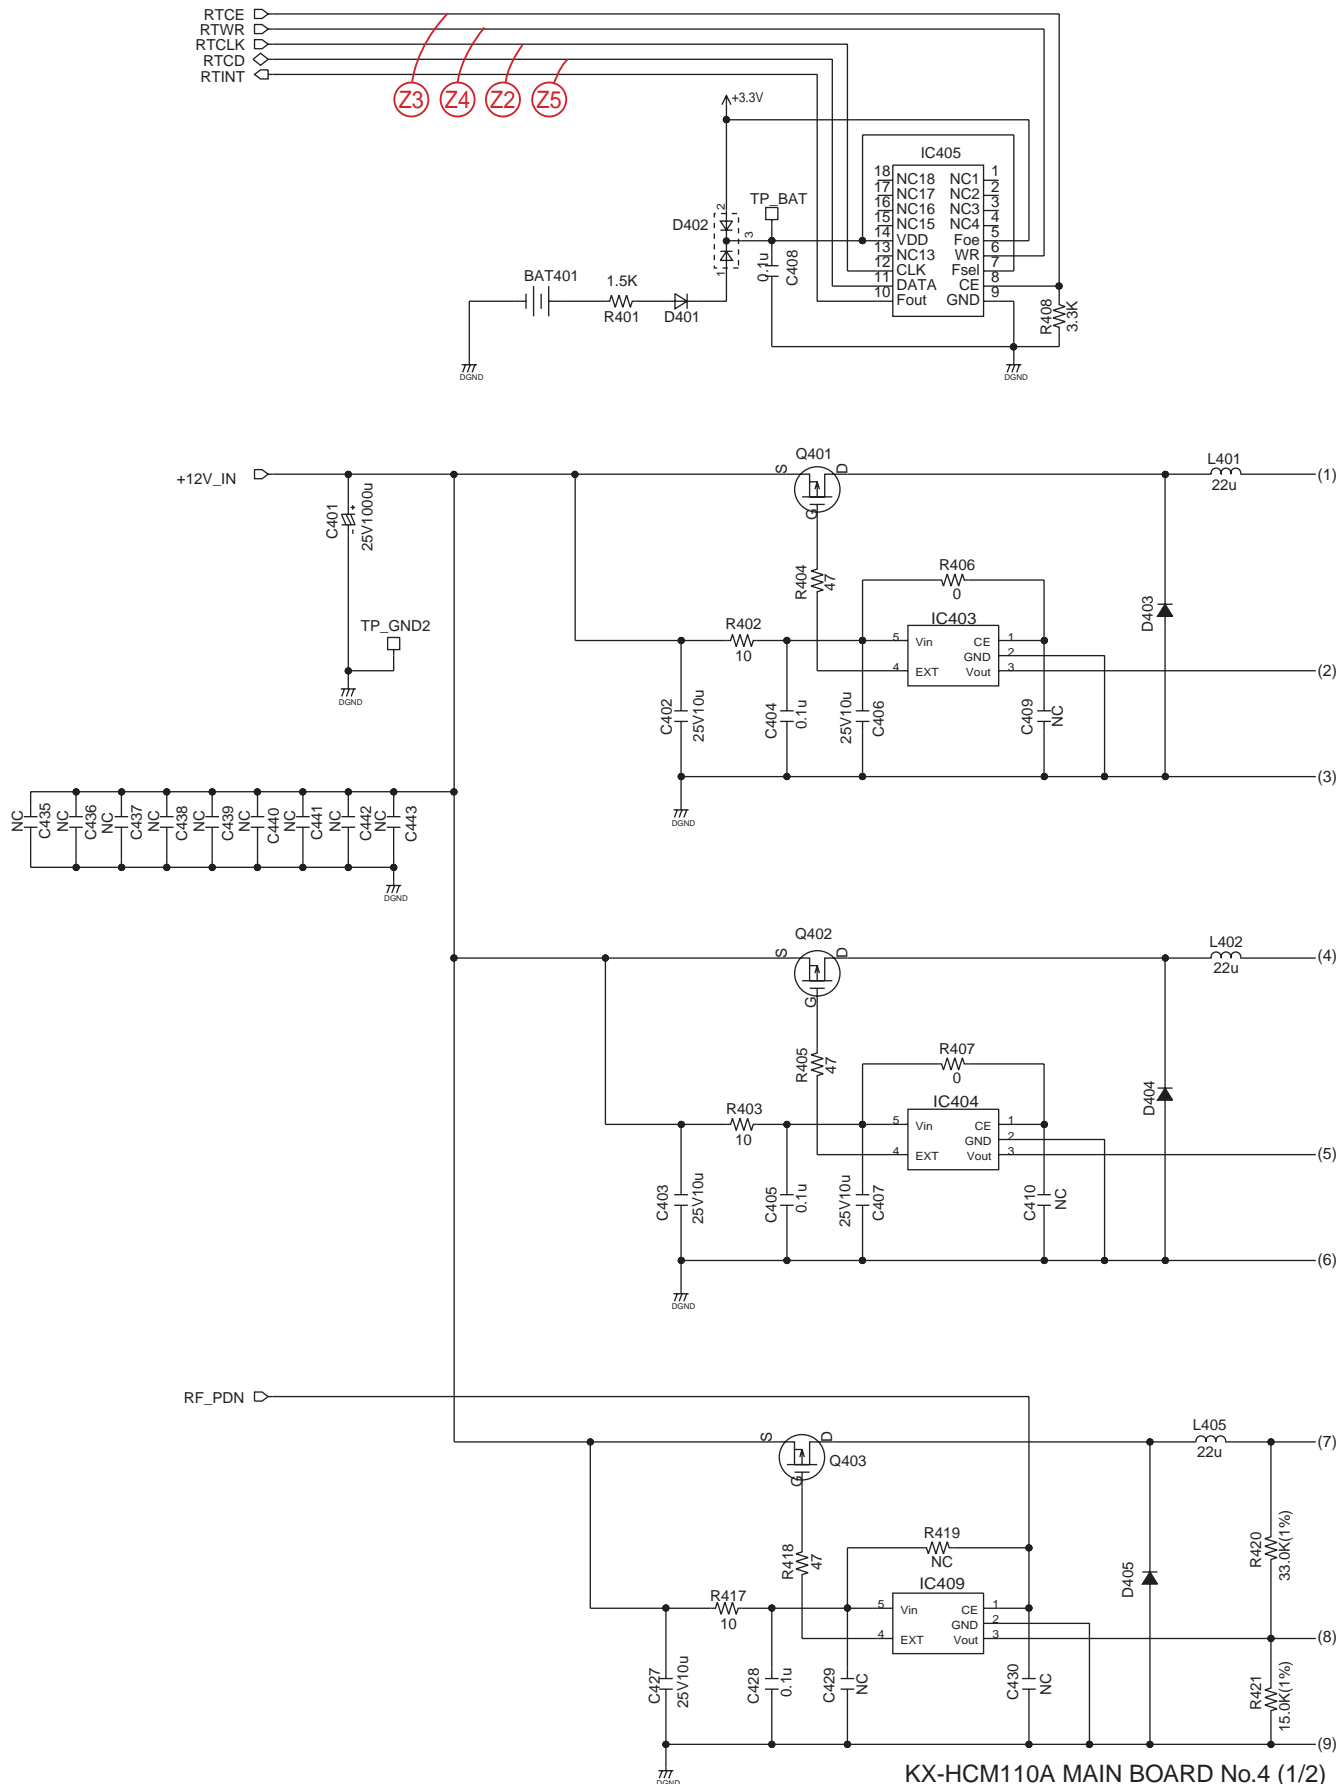 RTCE
RTWR
RTCLK
RTCD
RTINT
Z3 Z4 Z2 Z5
+3.3V
IC405
18 NC18 NC1 1
17 NC17 NC2 2
16 NC16 NC3 3
15 NC15 NC4 4
14 VDD Foe 5
13 NC13 WR 6
12 CLK Fsel 7
11 DATA CE 8
10 Fout GND 9
TP_BAT
D402
2
3
1
0.1u
C408
BAT401
1.5K
R401
D401
R408
3.3K
DGND
DGND
+12V_IN
C401
25V1000u
+
-
TP_GND2
DGND
Q401
S
D
G
L401
22u
(1)
R404
47
R406
0
D403
R402
10
IC403
5 Vin CE 1
GND 2
4 EXT Vout 3
(2)
C402
25V10u
C404
0.1u
25V10u
C406
C409
NC
(3)
DGND
NC
C435
NC
C436
NC
C437
NC
C438
NC
C439
NC
C440
NC
C441
NC
C442
NC
C443
DGND
Q402
S
D
G
L402
22u
(4)
R405
47
R407
0
D404
R403
10
IC404
5 Vin CE 1
GND 2
4 EXT Vout 3
(5)
C403
25V10u
C405
0.1u
25V10u
C407
C410
NC
(6)
DGND
RF_PDN
S
D
G
Q403
L405
22u
(7)
R418
47
R419
NC
D405
R420
33.0K(1%)
R417
10
IC409
5 Vin CE 1
GND 2
4 EXT Vout 3
(8)
C427
25V10u
C428
0.1u
C429
NC
C430
NC
R421
15.0K(1%)
(9)
DGND
KX-HCM110A MAIN BOARD No.4 (1/2)